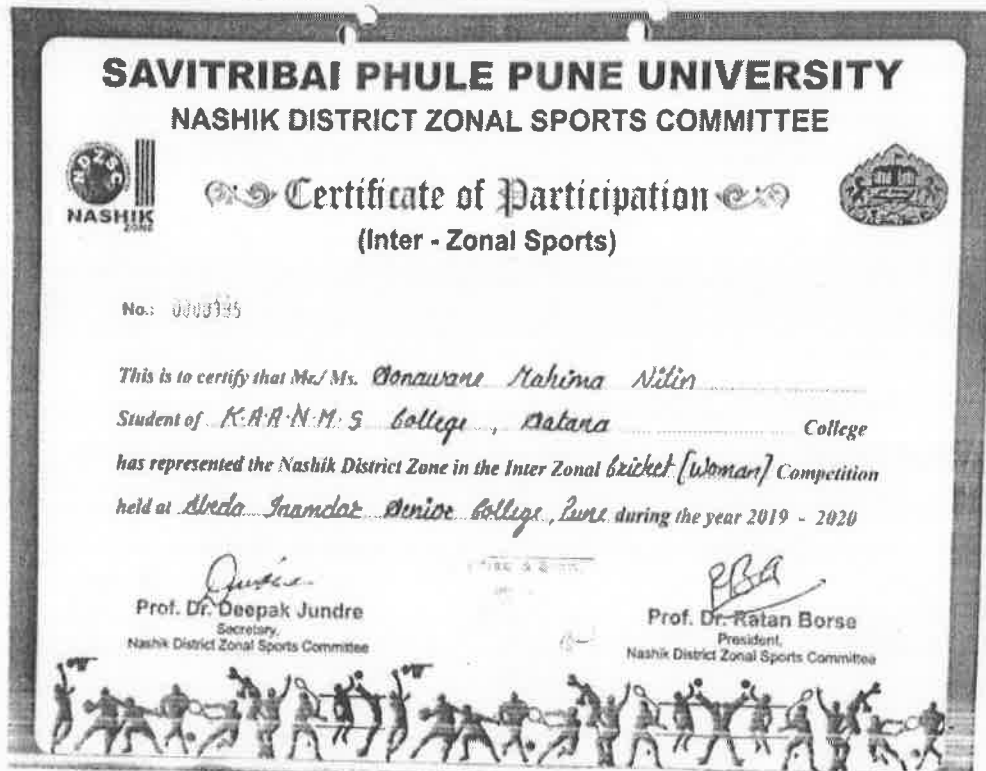 SAVITRIBAI PHULE PUNE UNIVERSITY
NASHIK DISTRICT ZONAL SPORTS COMMITTEE
NDZSC
NASHIK
ZONE
Certificate of Participation
(Inter - Zonal Sports)
No.: 0000135
This is to certify that Mr./ Ms. Sonawane Mahima Nitin
Student of K.A.A.N.M.S College, Satana College
has represented the Nashik District Zone in the Inter Zonal Cricket [Woman] Competition
held at Abeda Inamdar Senior College, Pune during the year 2019 - 2020
Prof. Dr. Deepak Jundre
Secretary,
Nashik District Zonal Sports Committee
Prof. Dr. Ratan Borse
President,
Nashik District Zonal Sports Committee